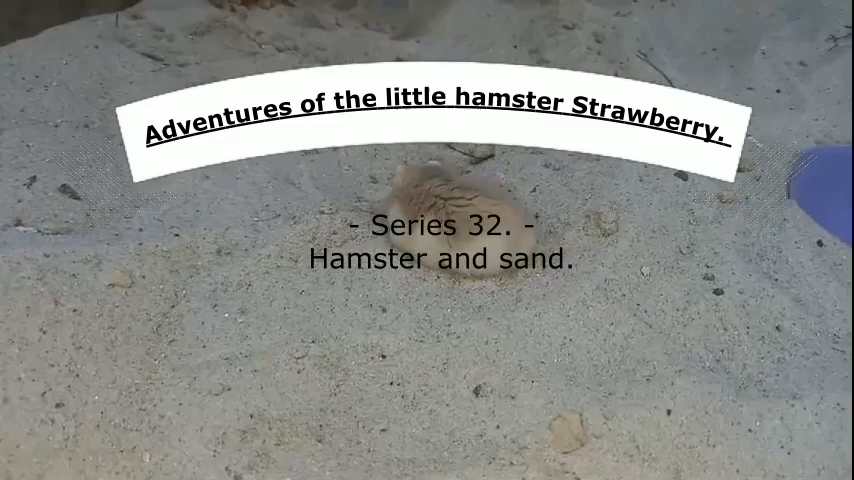 Adventures of the little hamster Strawberry.
- Series 32. -
Hamster and sand.